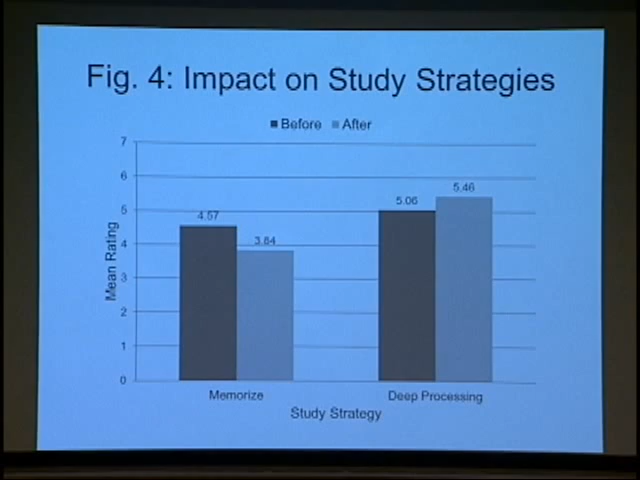 Fig. 4: Impact on Study Strategies
Before After
7
6
5
4
3
2
1
0
Mean Rating
4.57
3.84
5.06
5.46
Memorize
Deep Processing
Study Strategy